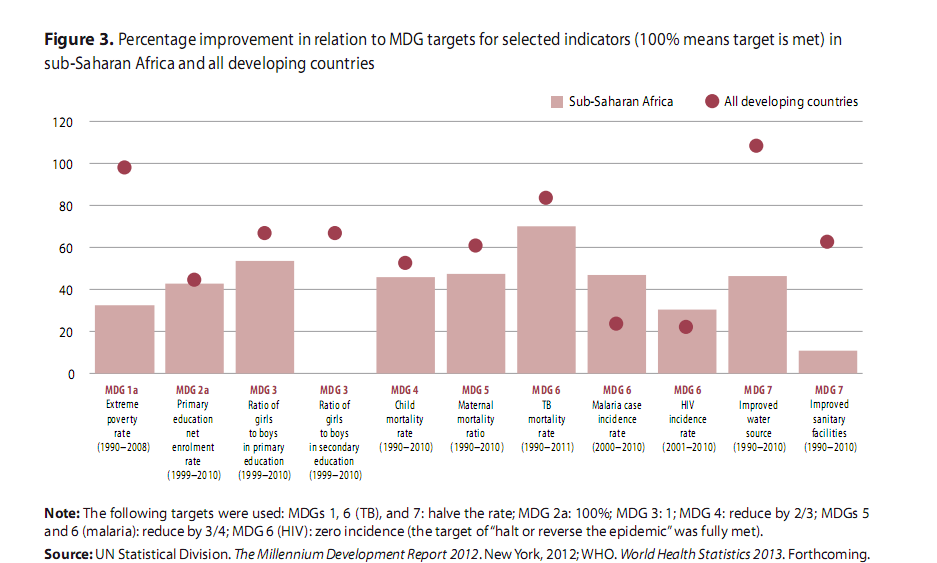 Figure 3. Percentage improvement in relation to MDG targets for selected indicators (100% means target is met) in
sub-Saharan Africa and all developing countries
Sub-Saharan Africa
All developing countries
120
100
80
60
40
20
0
MDG 1a
Extreme
poverty
rate
(1990–2008)
MDG 2a
Primary
education
net
enrolment
rate
(1999–2010)
MDG 3
Ratio of
girls
to boys
in primary
education
(1999–2010)
MDG 3
Ratio of
girls
to boys
in secondary
education
(1999–2010)
MDG 4
Child
mortality
rate
(1990–2010)
MDG 5
Maternal
mortality
ratio
(1990–2010)
MDG 6
TB
mortality
rate
(1990–2011)
MDG 6
Malaria case
incidence
rate
(2000–2010)
MDG 6
HIV
incidence
rate
(2001–2010)
MDG 7
Improved
water
source
(1990–2010)
MDG 7
Improved
sanitary
facilities
(1990–2010)
Note: The following targets were used: MDGs 1, 6 (TB), and 7: halve the rate; MDG 2a: 100%; MDG 3: 1; MDG 4: reduce by 2/3; MDGs 5
and 6 (malaria): reduce by 3/4; MDG 6 (HIV): zero incidence (the target of "halt or reverse the epidemic" was fully met).
Source: UN Statistical Division. The Millennium Development Report 2012. New York, 2012; WHO. World Health Statistics 2013. Forthcoming.